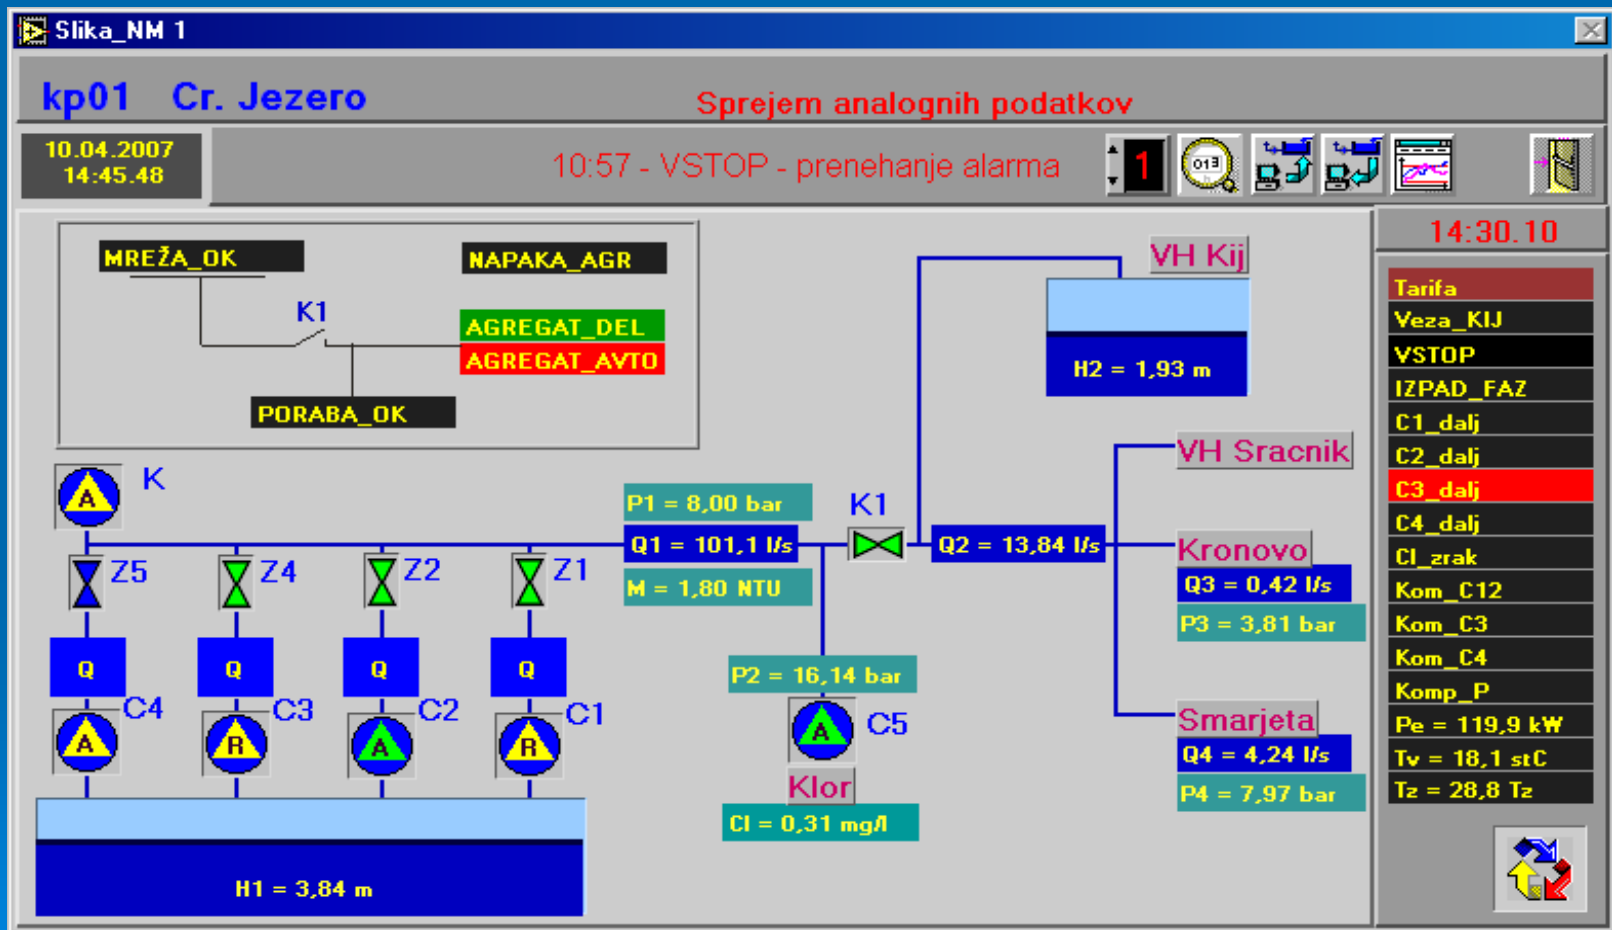 Slika_NM 1
kp01 Cr. Jezero
Sprejem analognih podatkov
10.04.2007
14:45.48
10:57 - VSTOP - prenehanje alarma
1
013
14:30.10
MREŽA_OK
NAPAKA_AGR
K1
AGREGAT_DEL
AGREGAT_AVTO
PORABA_OK
VH Kij
H2 = 1,93 m
VH Sracnik
K
A
P1 = 8,00 bar
Q1 = 101,1 l/s
M = 1,80 NTU
K1
Q2 = 13,84 l/s
Kronovo
Q3 = 0,42 l/s
P3 = 3,81 bar
Z5
Z4
Z2
Z1
Q
Q
Q
Q
C4
C3
C2
C1
A
R
A
R
P2 = 16,14 bar
A
C5
Klor
Cl = 0,31 mg/l
Smarjeta
Q4 = 4,24 l/s
P4 = 7,97 bar
H1 = 3,84 m
Tarifa
Veza_KIJ
VSTOP
IZPAD_FAZ
C1_dalj
C2_dalj
C3_dalj
C4_dalj
Cl_zrak
Kom_C12
Kom_C3
Kom_C4
Komp_P
Pe = 119,9 kW
Tv = 18,1 stC
Tz = 28,8 Tz